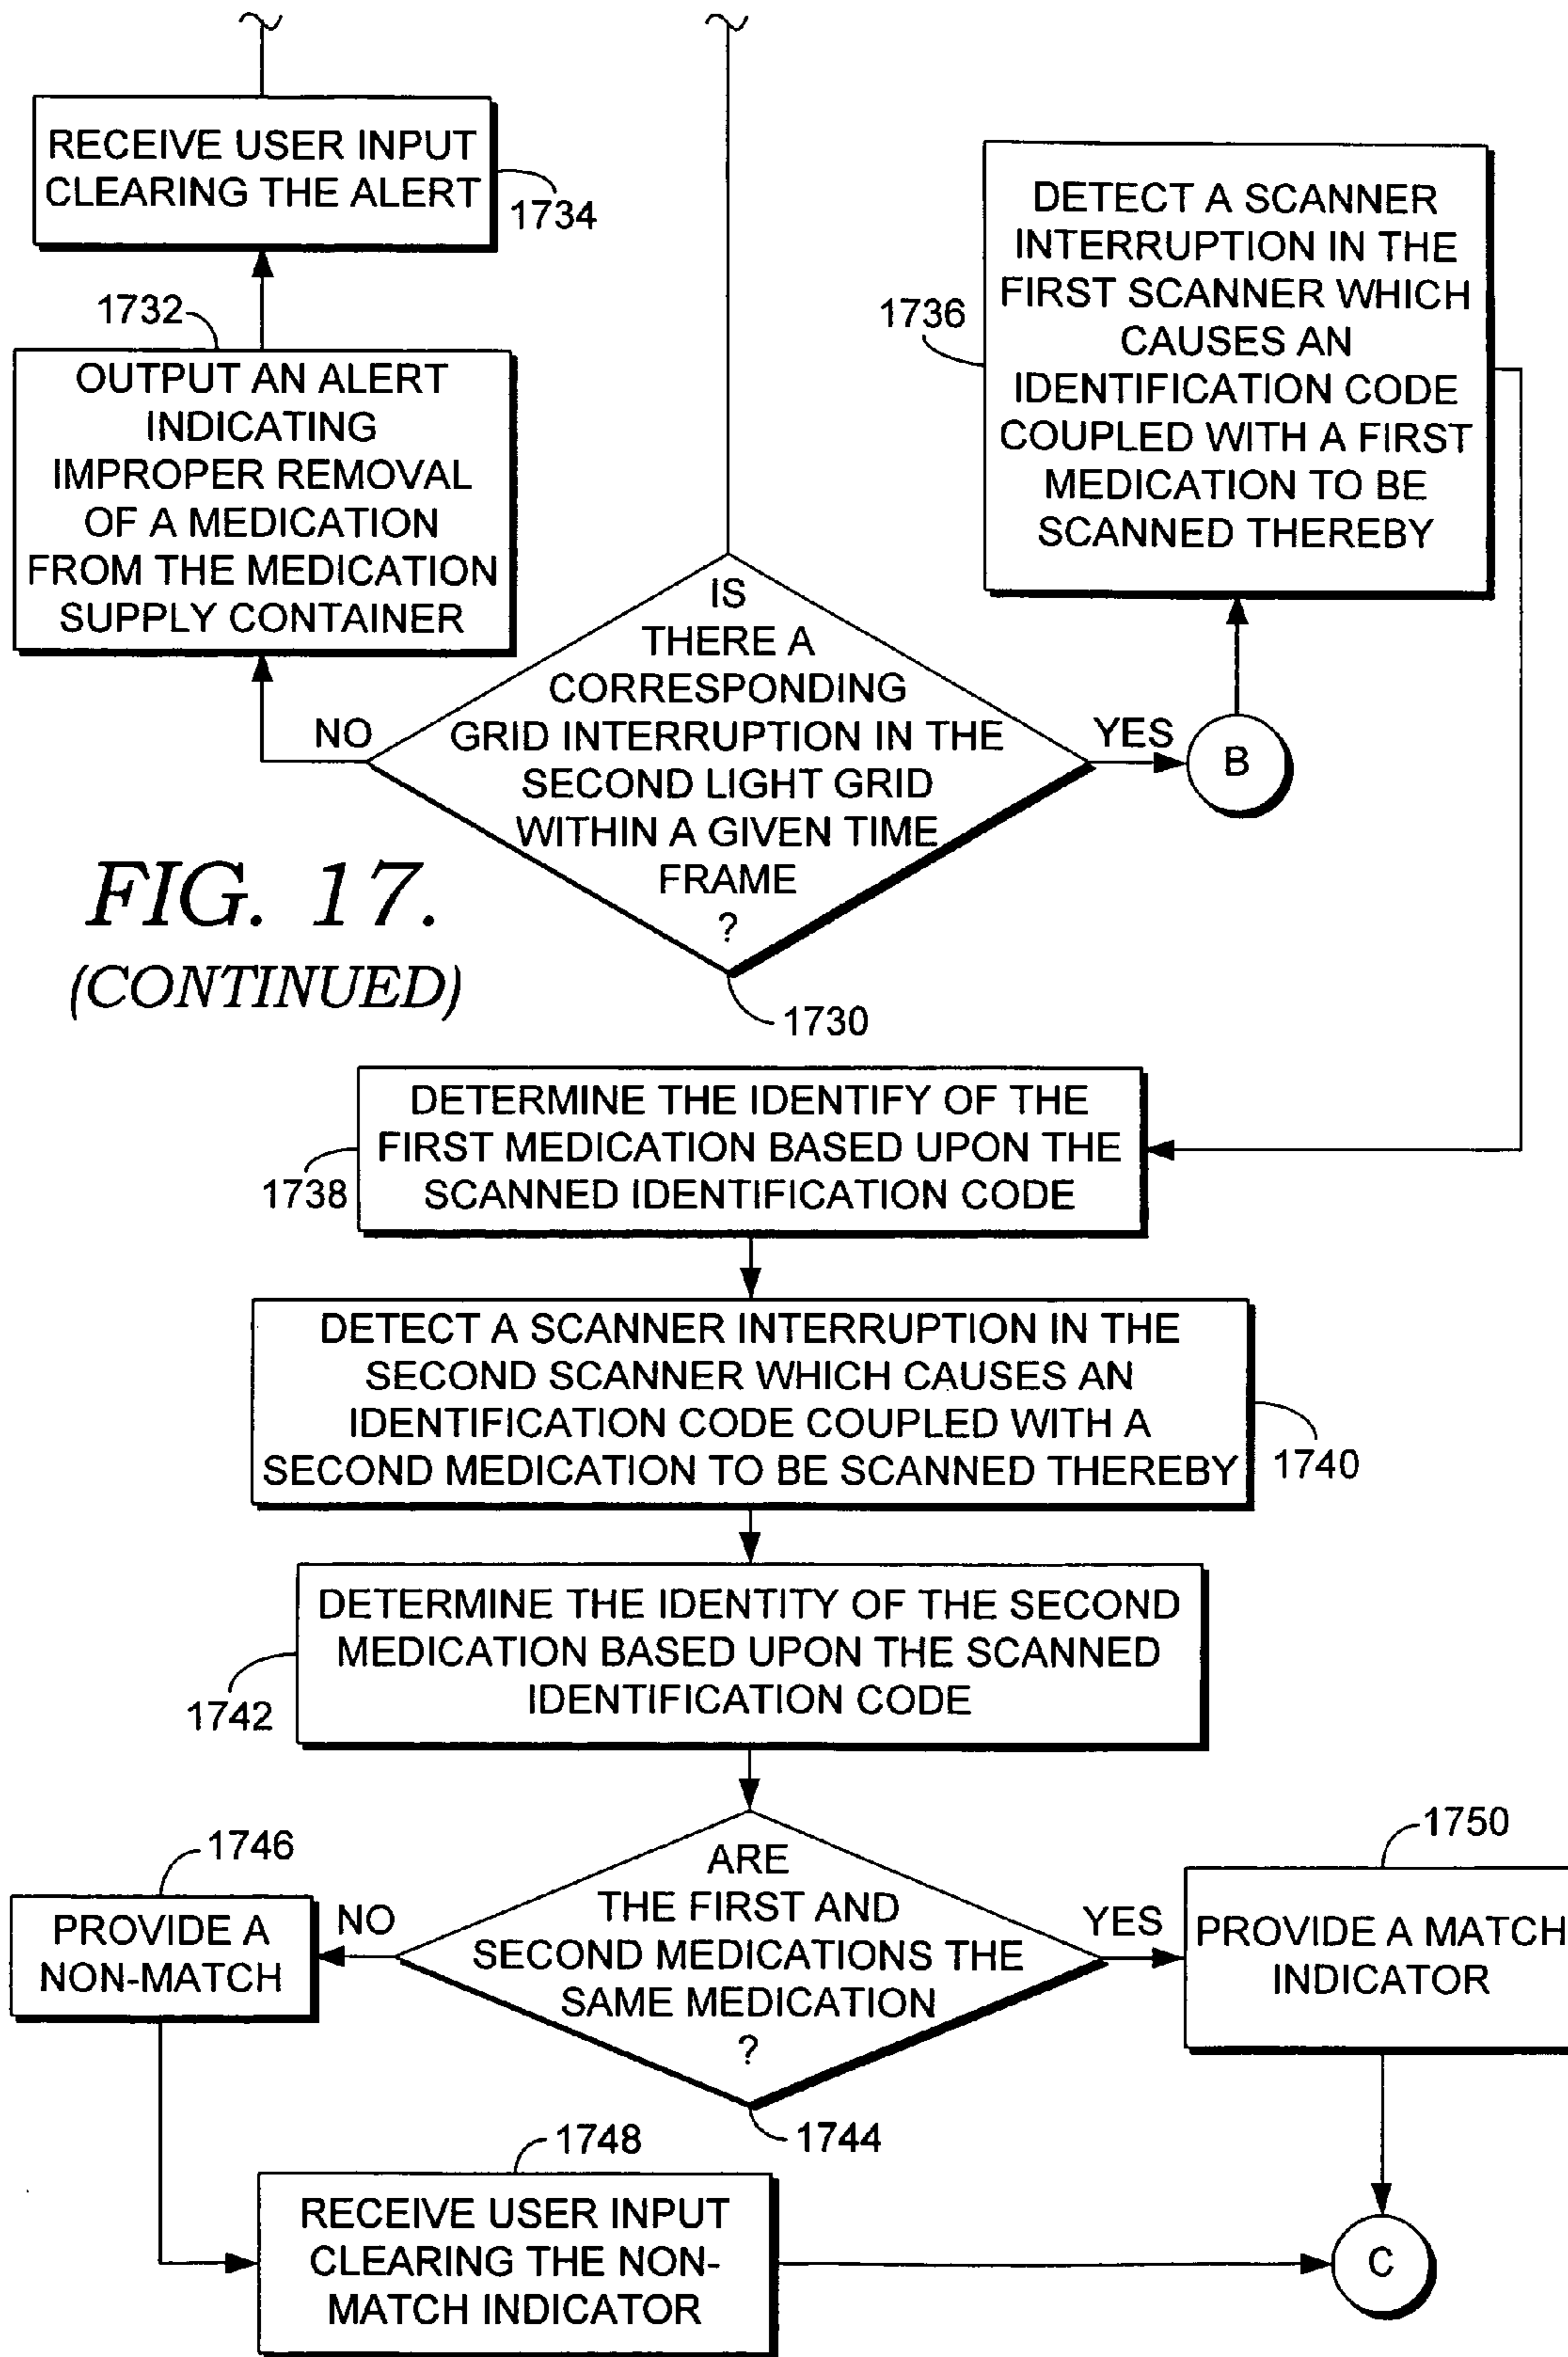 RECEIVE USER INPUT
CLEARING THE ALERT
1734
1732
OUTPUT AN ALERT
INDICATING
IMPROPER REMOVAL
OF A MEDICATION
FROM THE MEDICATION
SUPPLY CONTAINER
DETECT A SCANNER
INTERRUPTION IN THE
FIRST SCANNER WHICH
CAUSES AN
IDENTIFICATION CODE
COUPLED WITH A FIRST
MEDICATION TO BE
SCANNED THEREBY
1736
IS
THERE A
CORRESPONDING
GRID INTERRUPTION IN THE
SECOND LIGHT GRID
WITHIN A GIVEN TIME
FRAME
?
NO
YES
B
1730
FIG. 17.
(CONTINUED)
DETERMINE THE IDENTIFY OF THE
FIRST MEDICATION BASED UPON THE
SCANNED IDENTIFICATION CODE
1738
DETECT A SCANNER INTERRUPTION IN THE
SECOND SCANNER WHICH CAUSES AN
IDENTIFICATION CODE COUPLED WITH A
SECOND MEDICATION TO BE SCANNED THEREBY
1740
DETERMINE THE IDENTITY OF THE SECOND
MEDICATION BASED UPON THE SCANNED
IDENTIFICATION CODE
1742
ARE
THE FIRST AND
SECOND MEDICATIONS THE
SAME MEDICATION
?
1744
NO
YES
1746
PROVIDE A
NON-MATCH
1750
PROVIDE A MATCH
INDICATOR
1748
RECEIVE USER INPUT
CLEARING THE NON-
MATCH INDICATOR
C